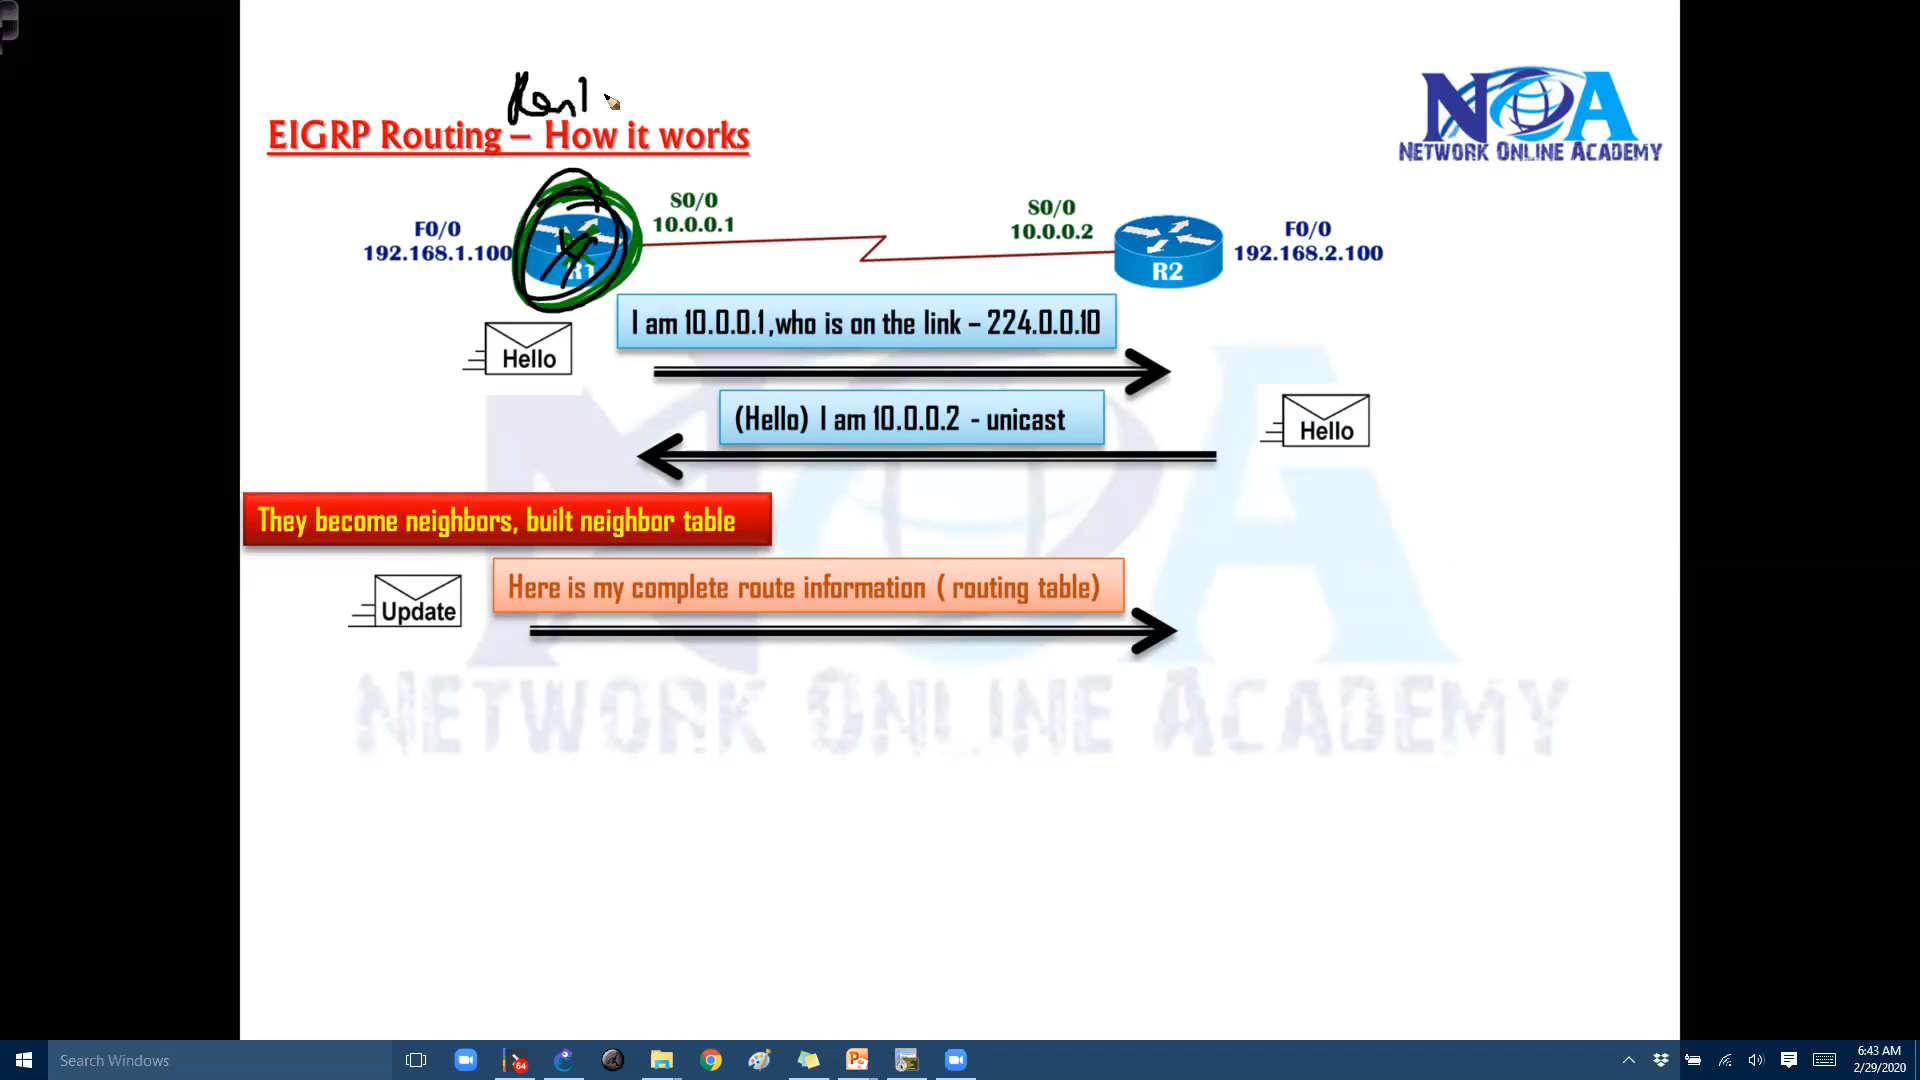 EIGRP Routing – How it works
NOA
NETWORK ONLINE ACADEMY
S0/0
10.0.0.1
S0/0
10.0.0.2
F0/0
192.168.1.100
F0/0
192.168.2.100
R1
R2
I am 10.0.0.1 ,who is on the link – 224.0.0.10
Hello
(Hello) I am 10.0.0.2 - unicast
Hello
They become neighbors, built neighbor table
Here is my complete route information ( routing table)
Update
NETWORK ONLINE ACADEMY
Search Windows
64
6:43 AM
2/29/2020